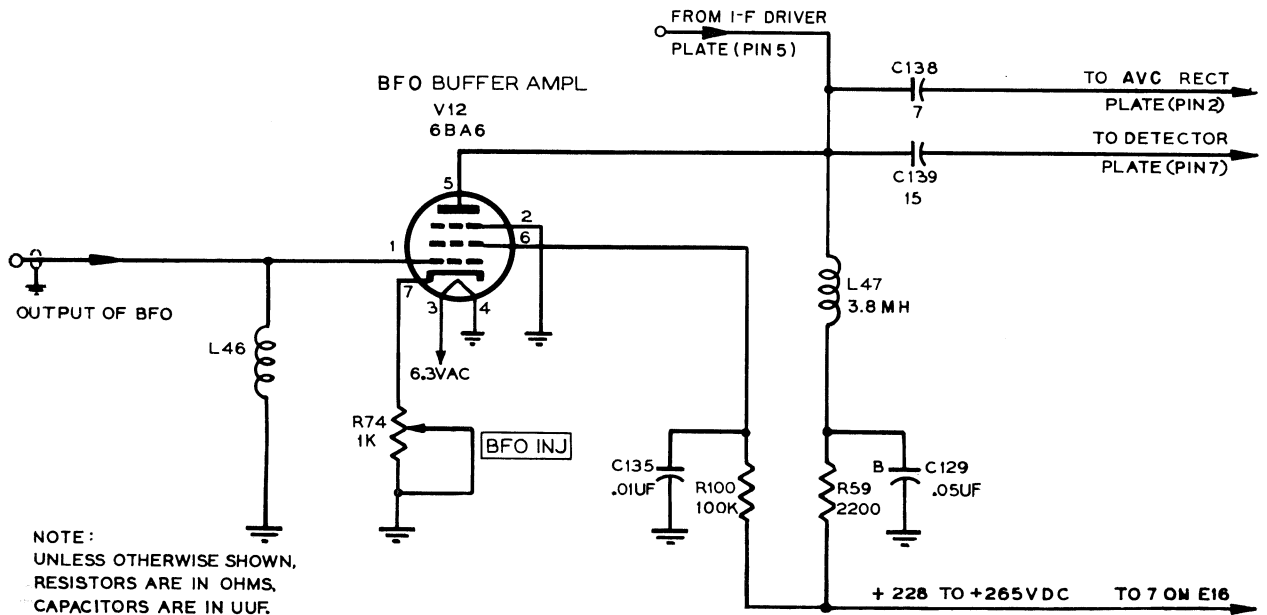 FROM I-F DRIVER
PLATE (PIN 5)
BFO BUFFER AMPL
V12
6BA6
C138
7
TO AVC RECT
PLATE (PIN 2)
TO DETECTOR
PLATE (PIN 7)
C139
15
5
2
6
1
7
3
4
OUTPUT OF BFO
L46
6.3VAC
L47
3.8 MH
R74
1K
BFO INJ
C135
.01UF
R100
100K
R59
2200
B
C129
.05UF
NOTE:
UNLESS OTHERWISE SHOWN,
RESISTORS ARE IN OHMS,
CAPACITORS ARE IN UUF.
+ 228 TO +265V DC
TO 7 ON E16